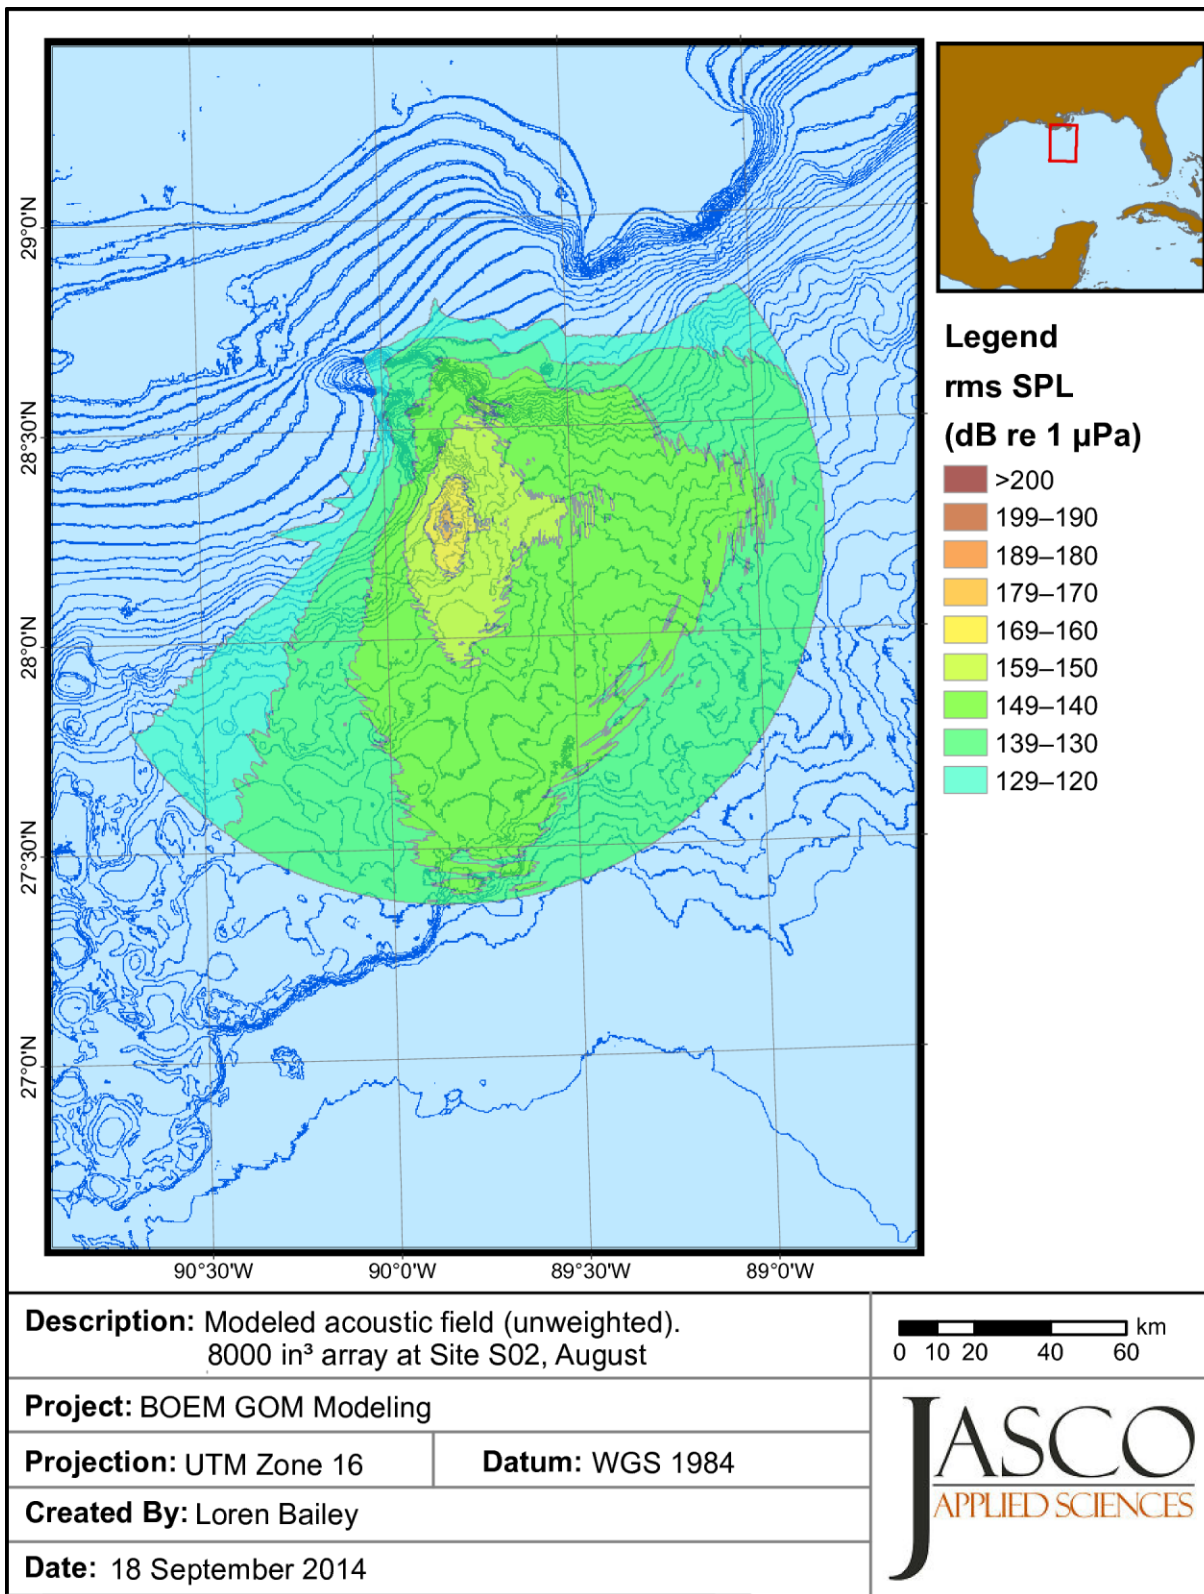 29°0'N
28°30'N
28°0'N
27°30'N
27°0'N
90°30'W 90°0'W 89°30'W 89°0'W
Legend
rms SPL
(dB re 1 µPa)
>200
199–190
189–180
179–170
169–160
159–150
149–140
139–130
129–120
Description: Modeled acoustic field (unweighted).
8000 in³ array at Site S02, August
km
0 10 20 40 60
Project: BOEM GOM Modeling
Projection: UTM Zone 16 Datum: WGS 1984
Created By: Loren Bailey
Date: 18 September 2014
JASCO
APPLIED SCIENCES